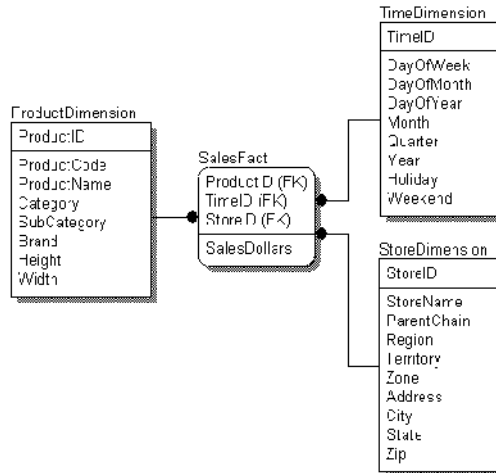 ProductDimension
ProductID
ProductCode
ProductName
Category
SubCategory
Brand
Height
Width
SalesFact
ProductID (FK)
TimeID (FK)
StoreID (FK)
SalesDollars
TimeDimension
TimeID
DayOfWeek
DayOfMonth
DayOfYear
Month
Quarter
Year
Holiday
Weekend
StoreDimension
StoreID
StoreName
ParentChain
Region
Territory
Zone
Address
City
State
Zip